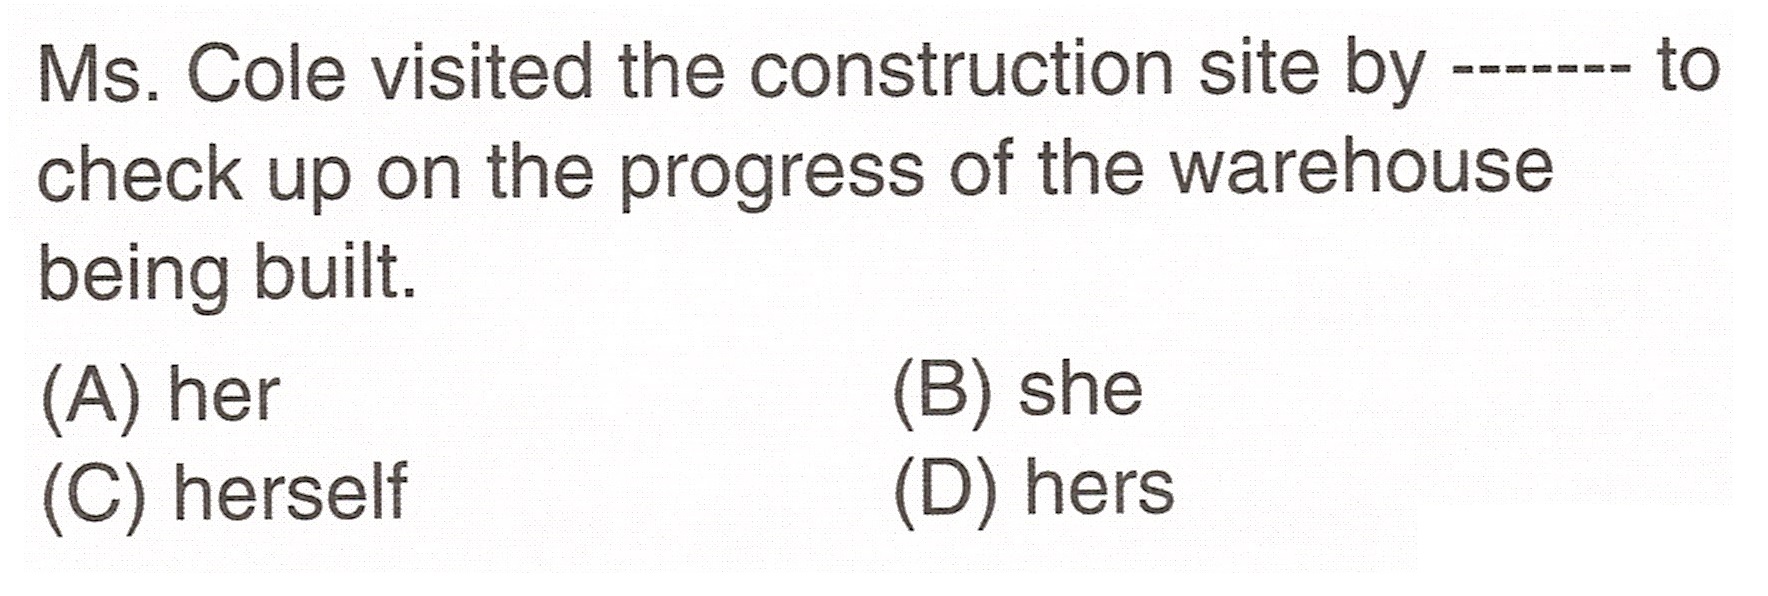 Ms. Cole visited the construction site by ------- to
check up on the progress of the warehouse
being built.
(A) her (B) she
(C) herself (D) hers